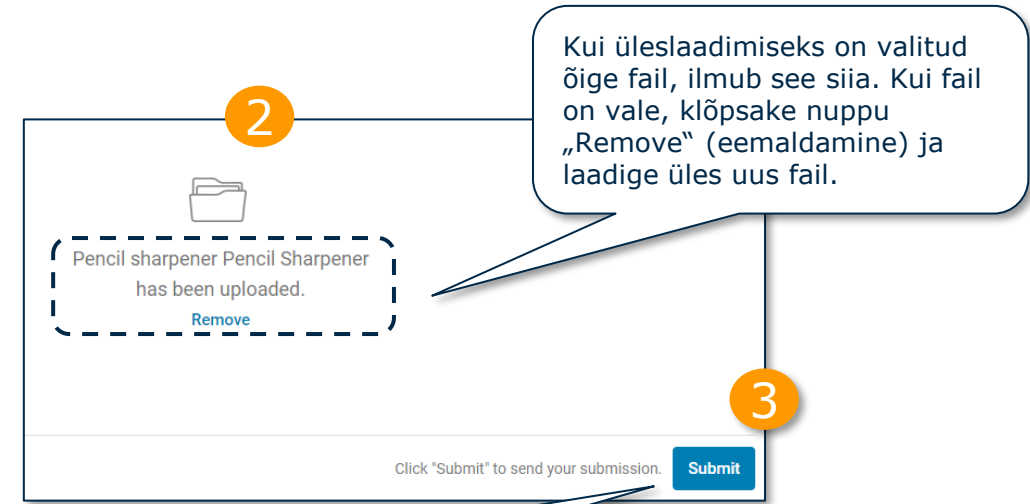 Kui üleslaadimiseks on valitud
õige fail, ilmub see siia. Kui fail
on vale, klõpsake nuppu
„Remove“ (eemaldamine) ja
laadige üles uus fail.
2
Pencil sharpener Pencil Sharpener
has been uploaded.
Remove
3
Click "Submit" to send your submission.
Submit